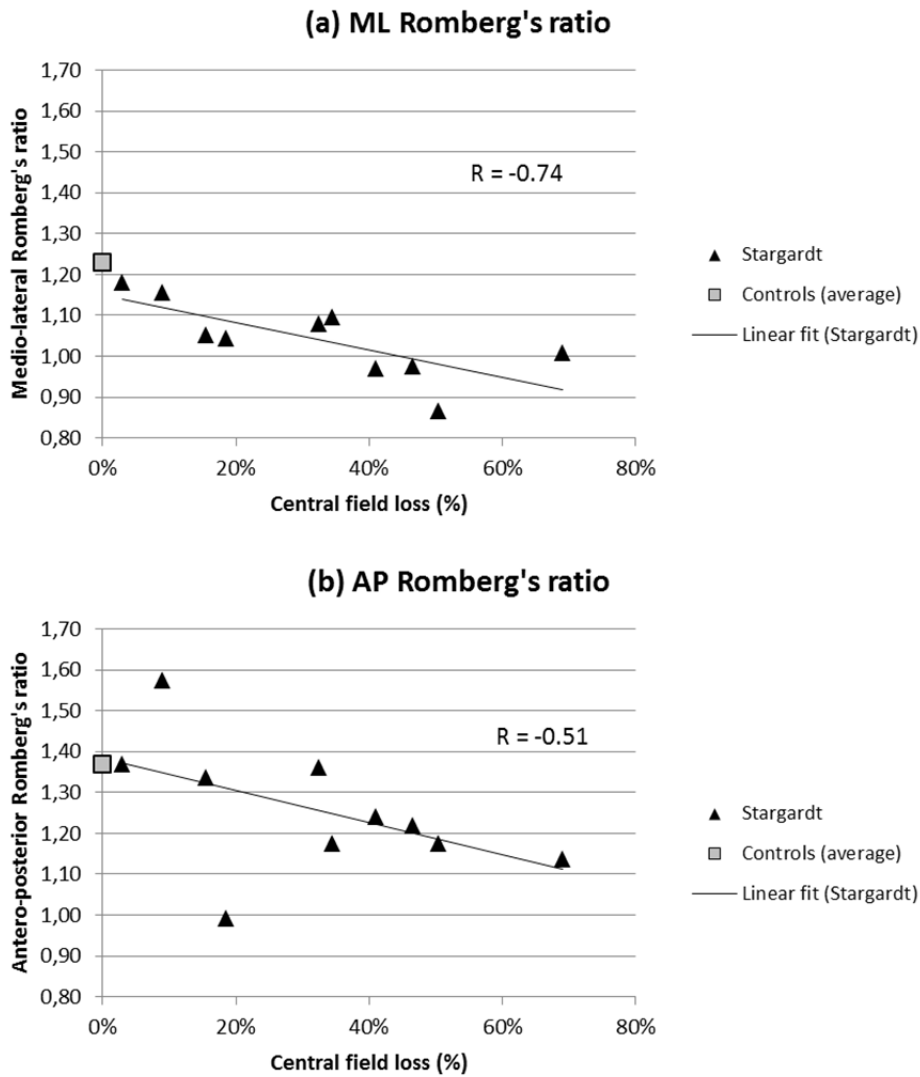 (a) ML Romberg's ratio
1,70
1,60
1,50
1,40
1,30
1,20
1,10
1,00
0,90
0,80
Medio-lateral Romberg's ratio
R = -0.74
0%
20%
40%
60%
80%
Central field loss (%)
Stargardt
Controls (average)
Linear fit (Stargardt)
(b) AP Romberg's ratio
1,70
1,60
1,50
1,40
1,30
1,20
1,10
1,00
0,90
0,80
Antero-posterior Romberg's ratio
R = -0.51
0%
20%
40%
60%
80%
Central field loss (%)
Stargardt
Controls (average)
Linear fit (Stargardt)